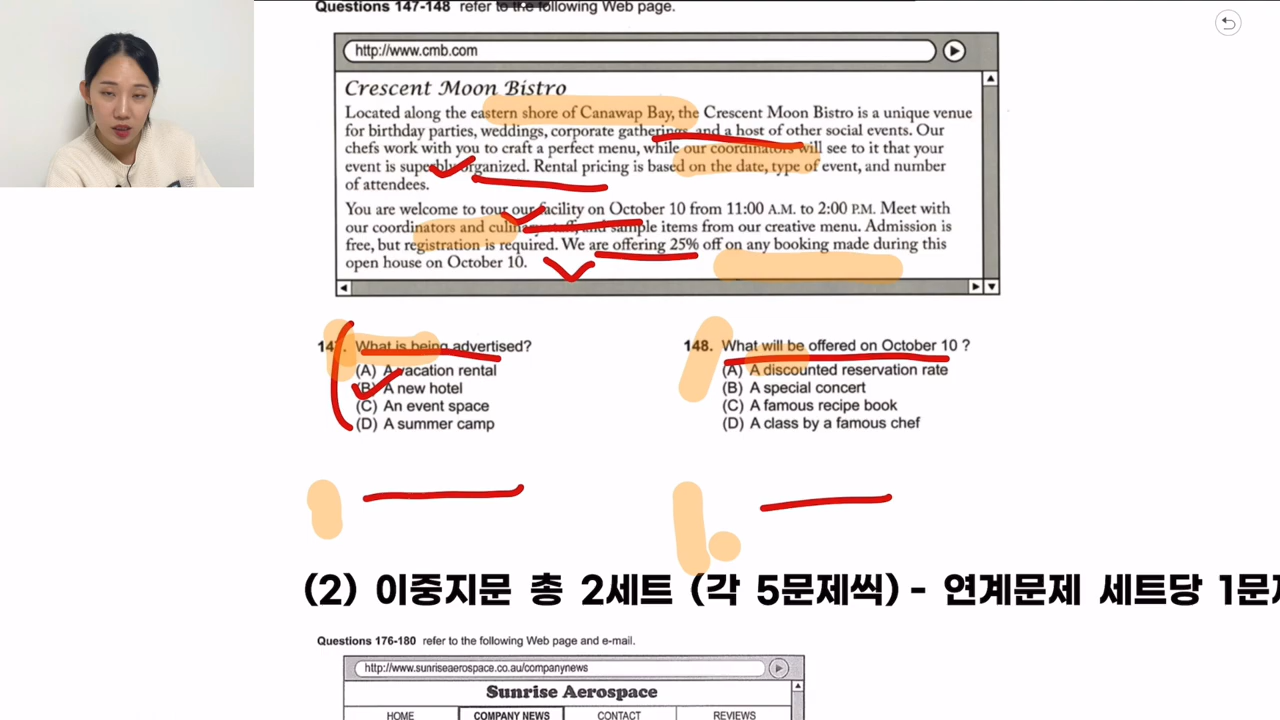 Questions 147-148 refer to the following Web page.
http://www.cmb.com
Crescent Moon Bistro
Located along the eastern shore of Canawap Bay, the Crescent Moon Bistro is a unique venue
for birthday parties, weddings, corporate gatherings, and a host of other social events. Our
chefs work with you to craft a perfect menu, while our coordinators will see to it that your
event is superbly organized. Rental pricing is based on the date, type of event, and number
of attendees.
You are welcome to tour our facility on October 10 from 11:00 A.M. to 2:00 P.M. Meet with
our coordinators and culinary staff, and sample items from our creative menu. Admission is
free, but registration is required. We are offering 25% off on any booking made during this
open house on October 10.
147. What is being advertised?
(A) A vacation rental
(B) A new hotel
(C) An event space
(D) A summer camp
148. What will be offered on October 10 ?
(A) A discounted reservation rate
(B) A special concert
(C) A famous recipe book
(D) A class by a famous chef
(2) 이중지문 총 2세트 (각 5문제씩) - 연계문제 세트당 1문
Questions 176-180 refer to the following Web page and e-mail.
http://www.sunriseaerospace.co.au/companynews
Sunrise Aerospace
HOME COMPANY NEWS CONTACT REVIEWS